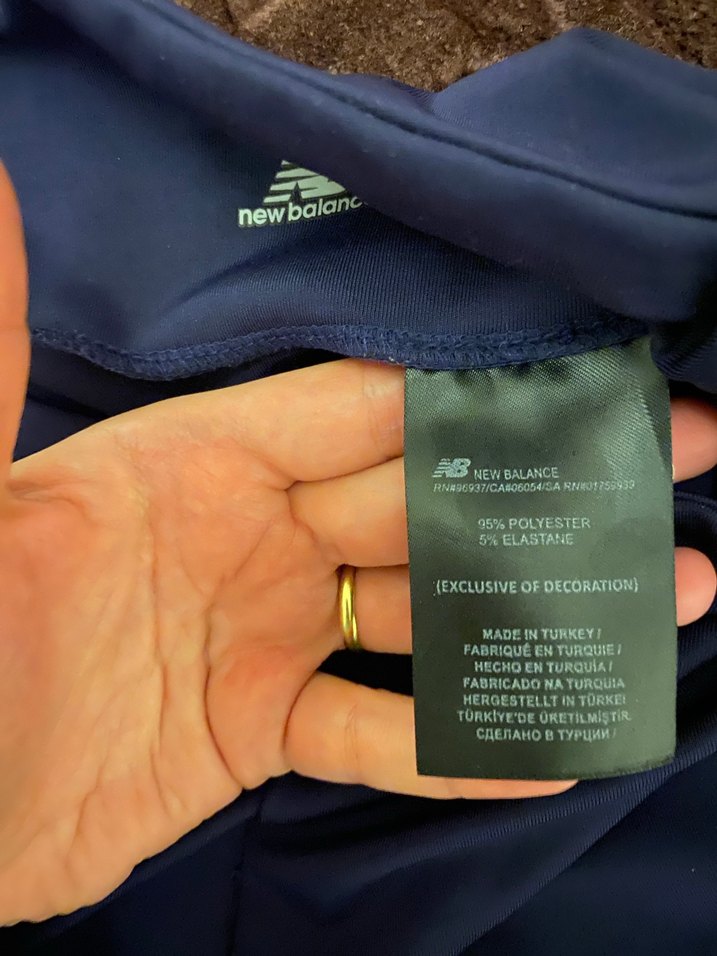 new balanc
NB NEW BALANCE
RN#96937/CA#06054/SA RN#01759939
95% POLYESTER
5% ELASTANE
(EXCLUSIVE OF DECORATION)
MADE IN TURKEY/
FABRIQUÉ EN TURQUIE/
HECHO EN TURQUÍA/
FABRICADO NA TURQUIA
HERGESTELLT IN TÜRKEI
TÜRKİYE'DE ÜRETİLMİŞTİR.
СДЕЛАНО В ТУРЦИИ/